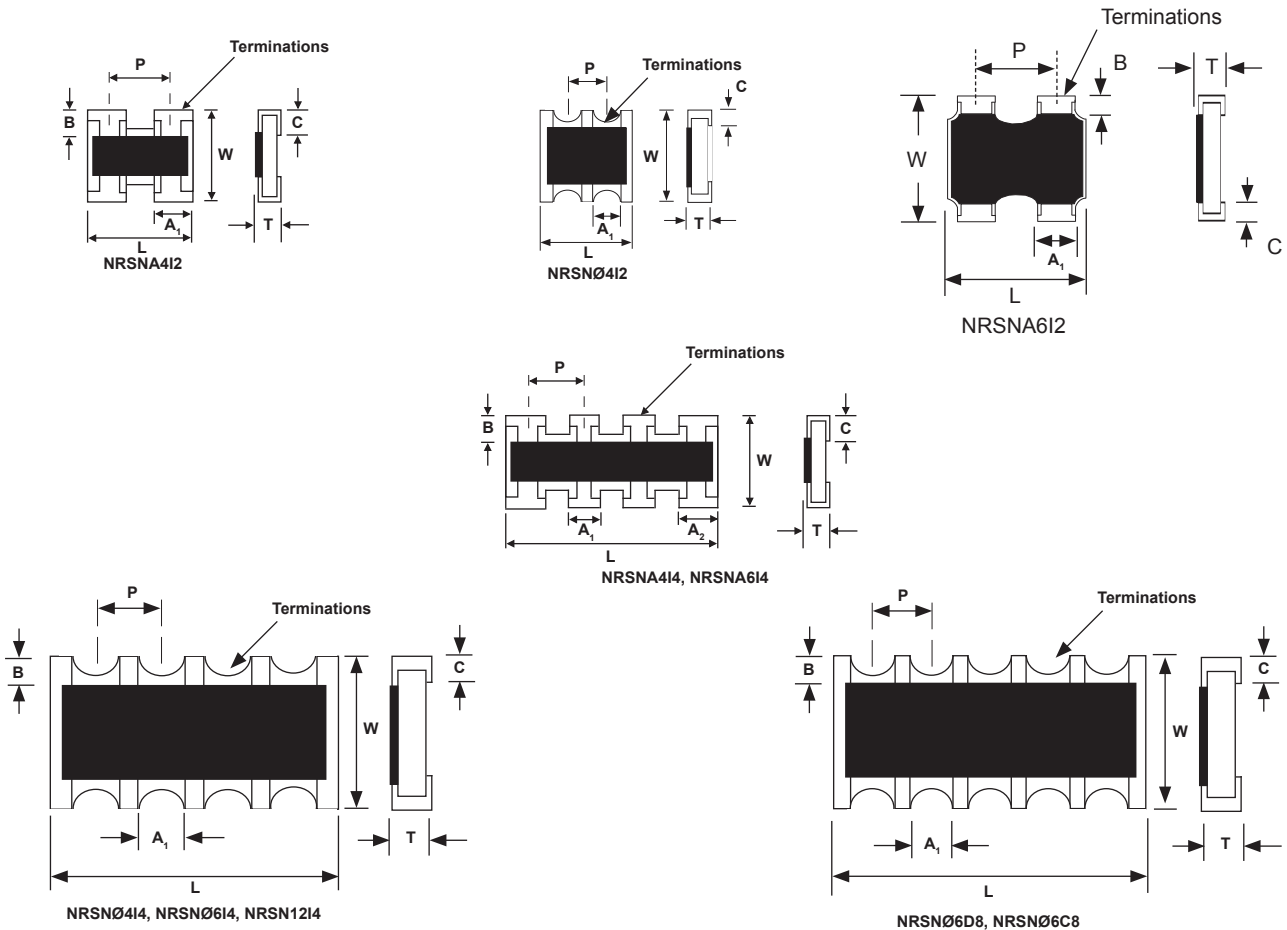 Terminations
P
B
C
W
A₁
T
L
NRSNA4I2
Terminations
P
C
W
A₁
T
L
NRSNØ4I2
Terminations
P
B
T
W
A₁
C
L
NRSNA6I2
Terminations
P
B
C
W
A₁
A₂
T
L
NRSNA4I4, NRSNA6I4
P
Terminations
B
C
W
A₁
T
L
NRSNØ4I4, NRSNØ6I4, NRSN12I4
P
Terminations
B
C
W
A₁
T
L
NRSNØ6D8, NRSNØ6C8